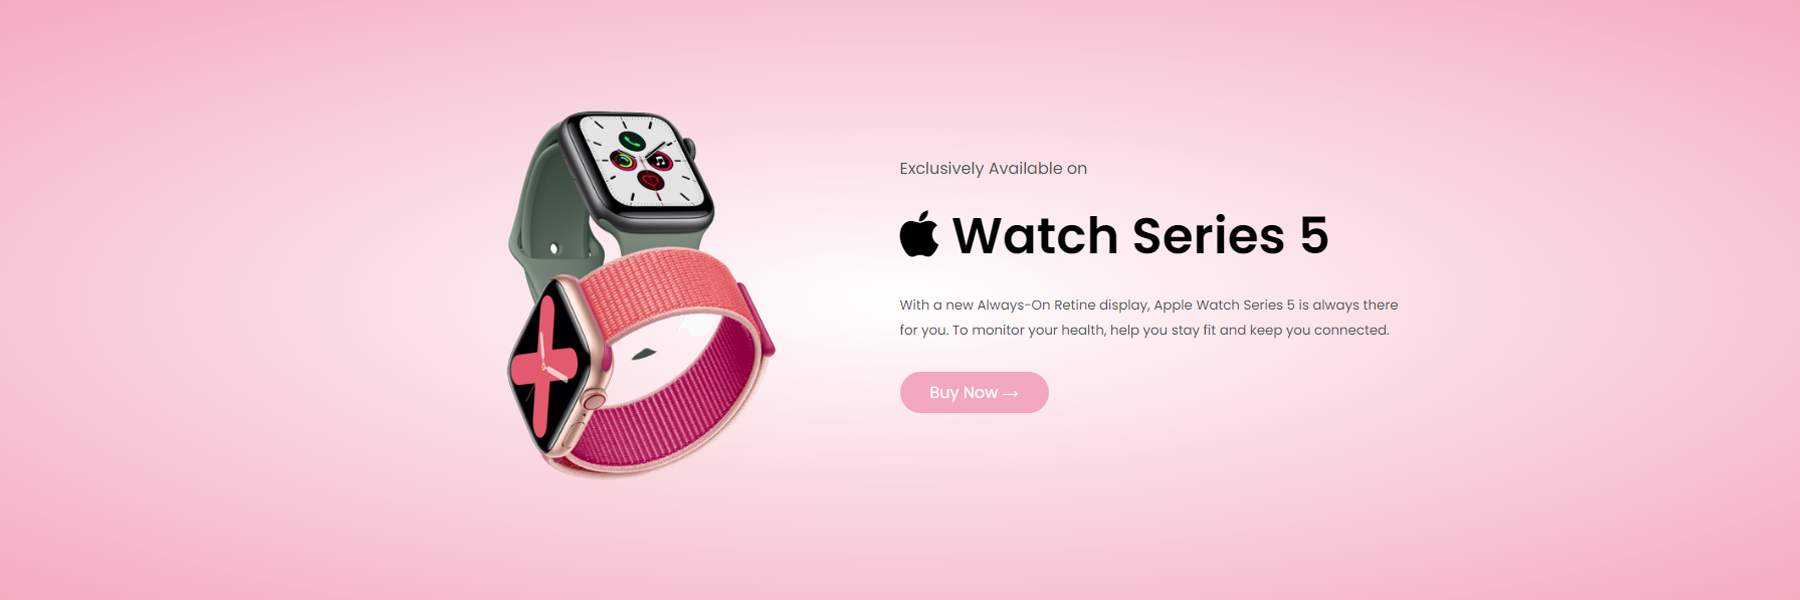 Exclusively Available on
Watch Series 5
With a new Always-On Retine display, Apple Watch Series 5 is always there
for you. To monitor your health, help you stay fit and keep you connected.
Buy Now →